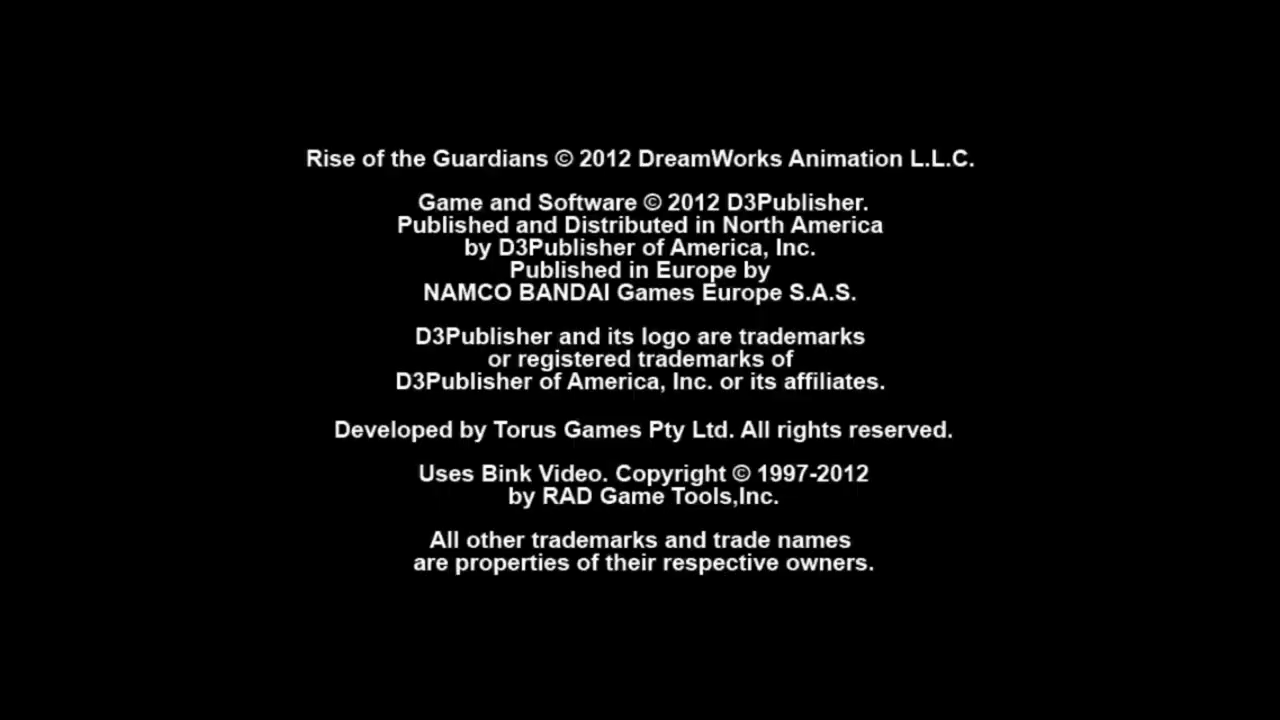 Rise of the Guardians © 2012 DreamWorks Animation L.L.C.
Game and Software © 2012 D3Publisher.
Published and Distributed in North America
by D3Publisher of America, Inc.
Published in Europe by
NAMCO BANDAI Games Europe S.A.S.
D3Publisher and its logo are trademarks
or registered trademarks of
D3Publisher of America, Inc. or its affiliates.
Developed by Torus Games Pty Ltd. All rights reserved.
Uses Bink Video. Copyright © 1997-2012
by RAD Game Tools,Inc.
All other trademarks and trade names
are properties of their respective owners.